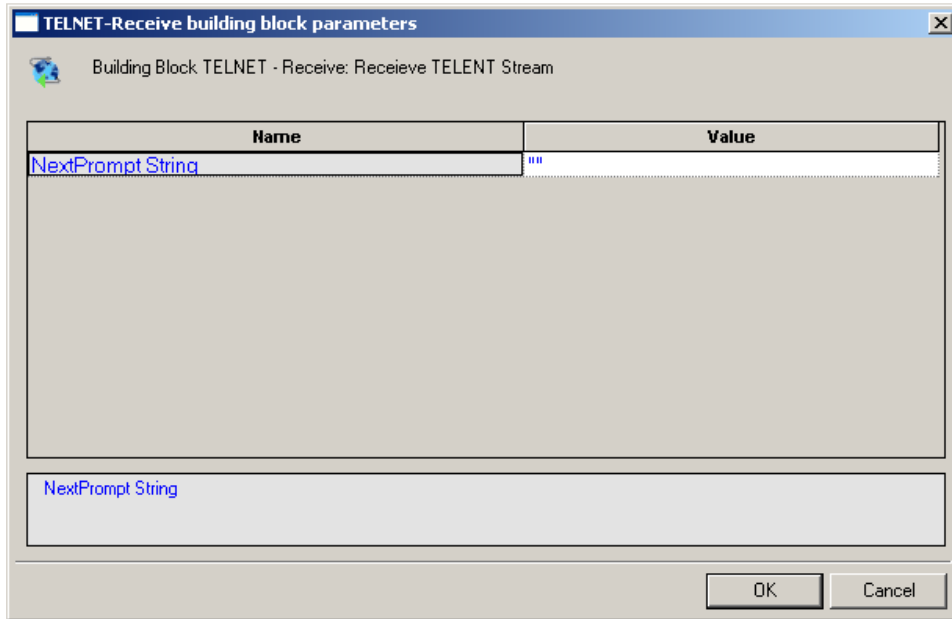 TELNET-Receive building block parameters
Building Block TELNET - Receive: Receieve TELENT Stream
Name Value
NextPrompt String ""
NextPrompt String
OK Cancel